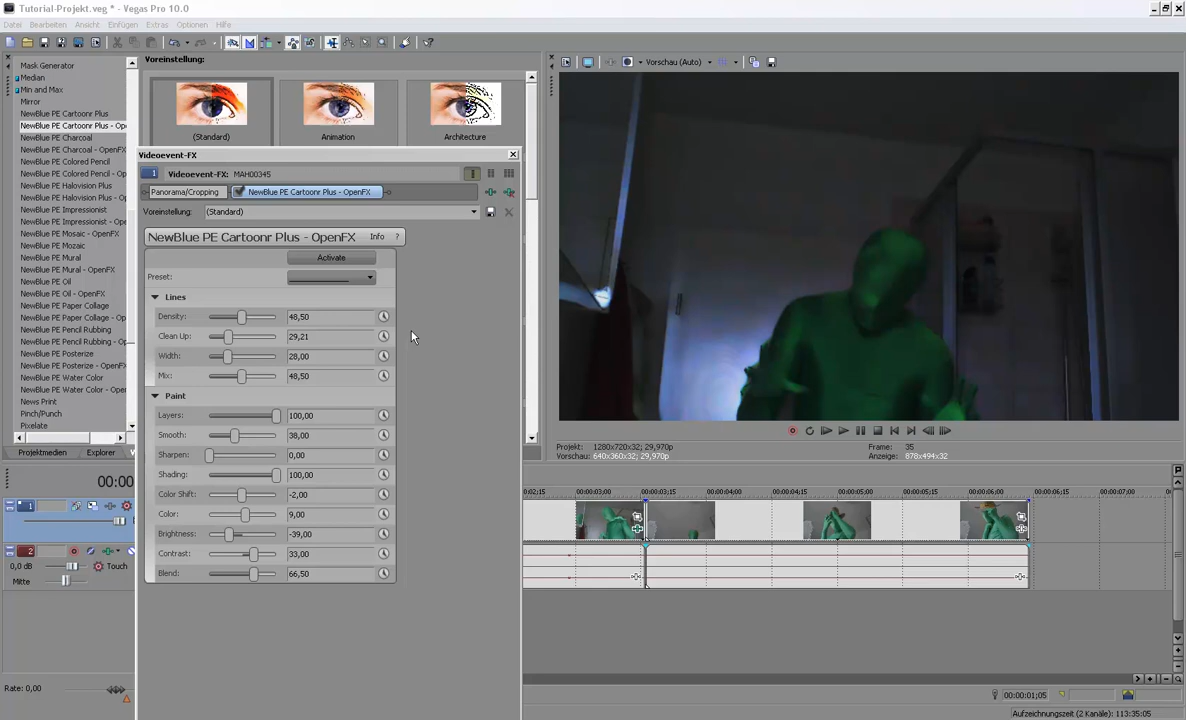 Tutorial-Projekt.veg * - Vegas Pro 10.0
Datei Bearbeiten Ansicht Einfügen Extras Optionen Hilfe
Mask Generator
Median
Min and Max
Mirror
NewBlue PE Cartoonr Plus
NewBlue PE Cartoonr Plus - Ope
NewBlue PE Charcoal
NewBlue PE Charcoal - OpenFX
NewBlue PE Colored Pencil
NewBlue PE Halovision Plus
NewBlue PE Halovision Plus - Op
NewBlue PE Impressionist
NewBlue PE Impressionist - Ope
NewBlue PE Mosaic - OpenFX
NewBlue PE Mozaic
NewBlue PE Mural
NewBlue PE Mural - OpenFX
NewBlue PE Oil
NewBlue PE Oil - OpenFX
NewBlue PE Paper Collage
NewBlue PE Paper Collage - Ope
NewBlue PE Pencil Rubbing
NewBlue PE Pencil Rubbing - Ope
NewBlue PE Posterize
NewBlue PE Posterize - OpenFX
NewBlue PE Water Color
NewBlue PE Water Color - Open
News Print
Pinch/Punch
Pixelate
Projektmedien Explorer
Voreinstellung:
(Standard) Animation Architecture
Videoevent-FX
1 Videoevent-FX: MAH00345
Panorama/Cropping NewBlue PE Cartoonr Plus - OpenFX
Voreinstellung: (Standard)
NewBlue PE Cartoonr Plus - OpenFX Info ?
Activate
Preset:
Lines
Density: 48,50
Clean Up: 29,21
Width: 28,00
Mix: 48,50
Paint
Layers: 100,00
Smooth: 38,00
Sharpen: 0,00
Shading: 100,00
Color Shift: -2,00
Color: 9,00
Brightness: -39,00
Contrast: 33,00
Blend: 66,50
Vorschau (Auto)
Projekt: 1280x720x32; 29,970p
Vorschau: 640x360x32; 29,970p
Frame: 35
Anzeige: 878x494x32
00:00
0:02;15 00:00:03;00 00:00:03;15 00:00:04;00 00:00:04;15 00:00:05;00 00:00:05;15 00:00:06;00 00:00:06;15 00:00:07;00
1
2
0,0 dB Touch
Mitte
Rate: 0,00
00:00:01;05
Aufzeichnungszeit (2 Kanäle): 113:35:05